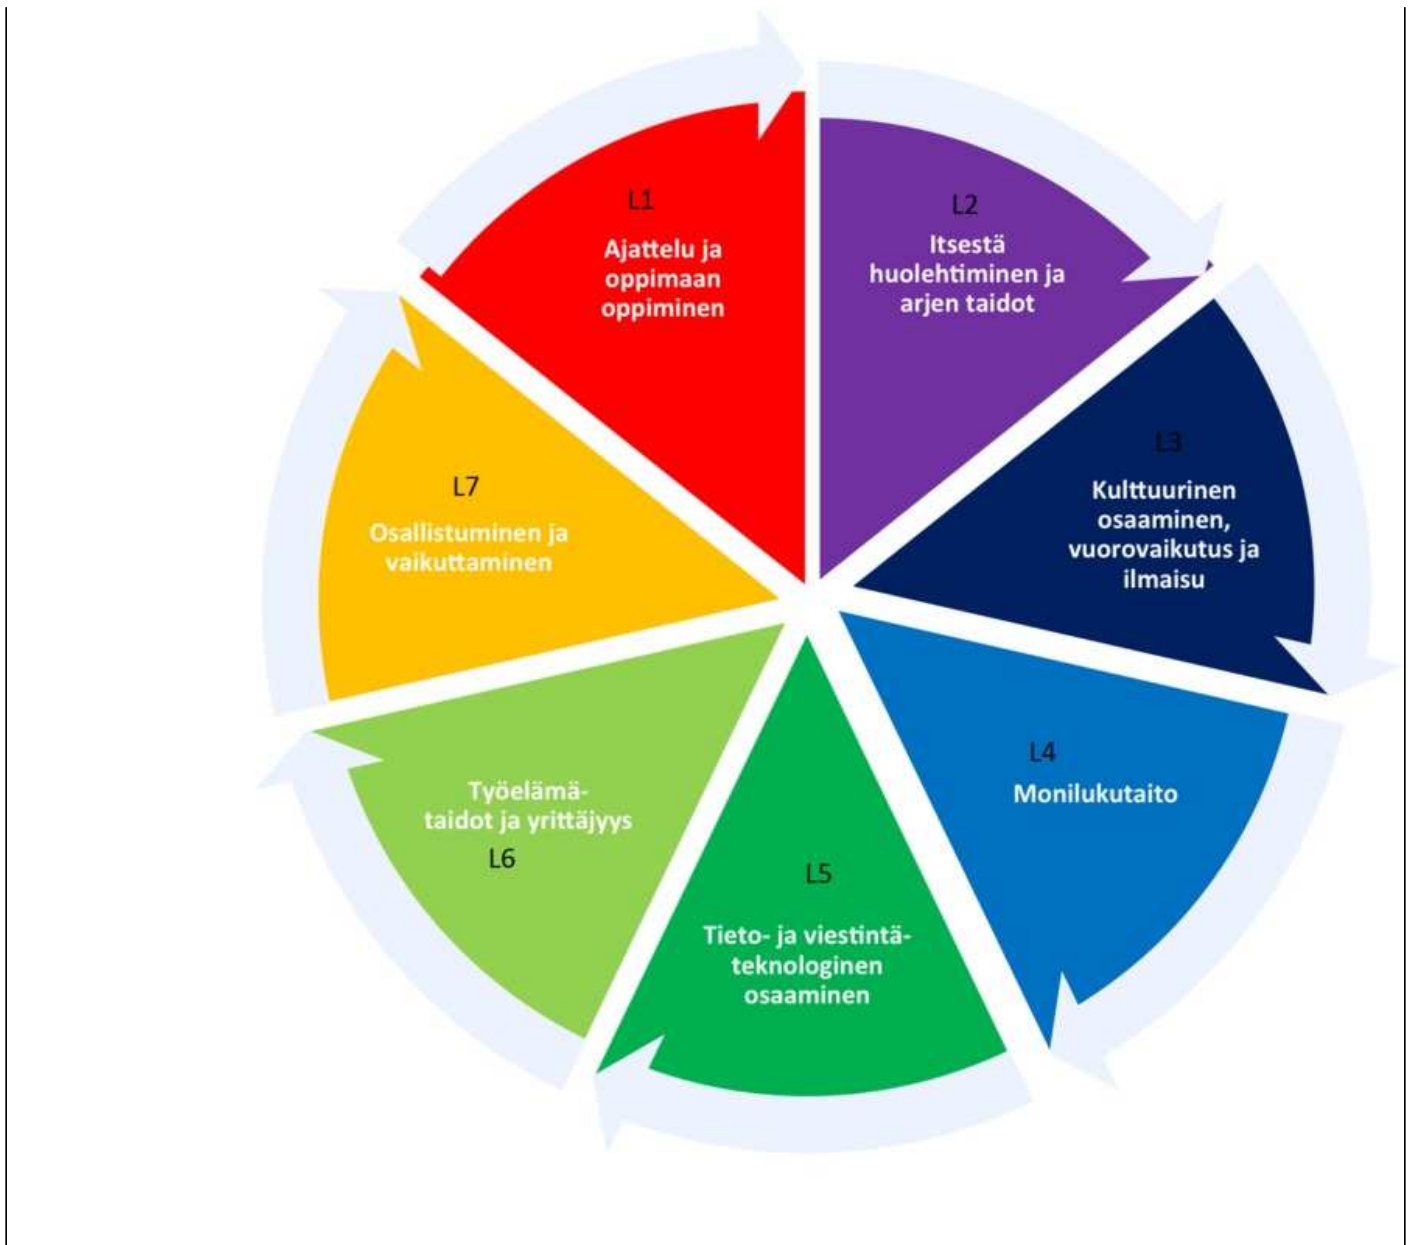 L1
Ajattelu ja
oppimaan
oppiminen
L2
Itsestä
huolehtiminen ja
arjen taidot
L3
Kulttuurinen
osaaminen,
vuorovaikutus ja
ilmaisu
L4
Monilukutaito
L5
Tieto- ja viestintä-
teknologinen
osaaminen
Työelämä-
taidot ja yrittäjyys
L6
L7
Osallistuminen ja
vaikuttaminen